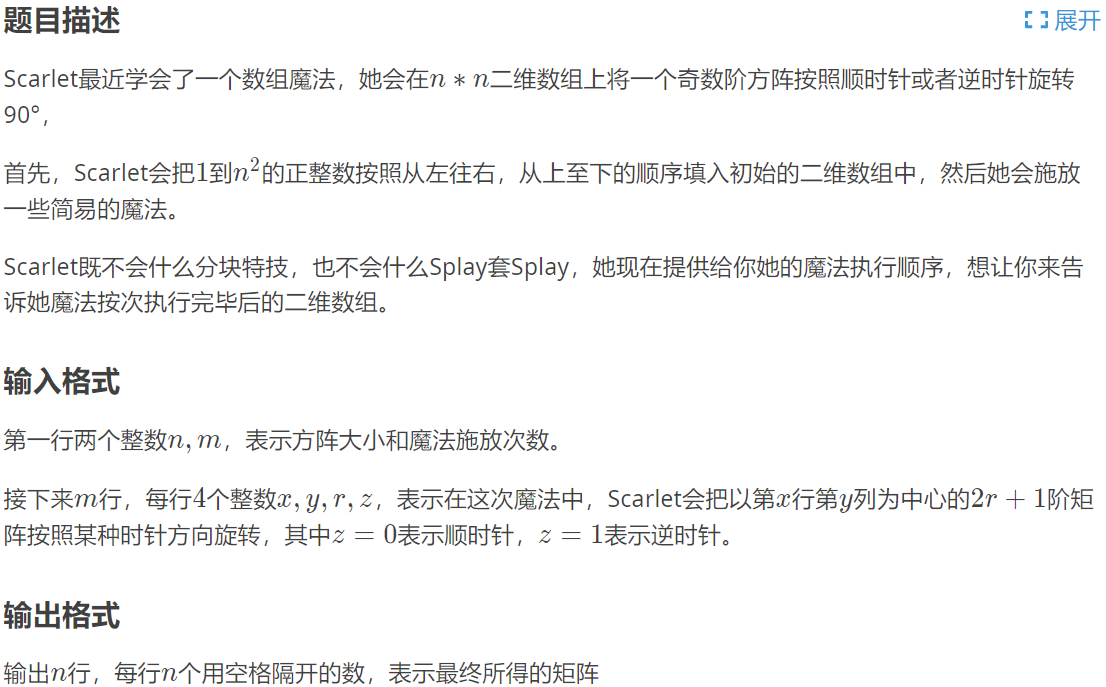 题目描述
展开
Scarlet最近学会了一个数组魔法，她会在n ∗ n二维数组上将一个奇数阶方阵按照顺时针或者逆时针旋转
90°，
首先，Scarlet会把1到n²的正整数按照从左往右，从上至下的顺序填入初始的二维数组中，然后她会施放
一些简易的魔法。
Scarlet既不会什么分块特技，也不会什么Splay套Splay，她现在提供给你她的魔法执行顺序，想让你来告
诉她魔法按次执行完毕后的二维数组。
输入格式
第一行两个整数n, m，表示方阵大小和魔法施放次数。
接下来m行，每行4个整数x, y, r, z，表示在这次魔法中，Scarlet会把以第x行第y列为中心的2r + 1阶矩
阵按照某种时针方向旋转，其中z = 0表示顺时针，z = 1表示逆时针。
输出格式
输出n行，每行n个用空格隔开的数，表示最终所得的矩阵